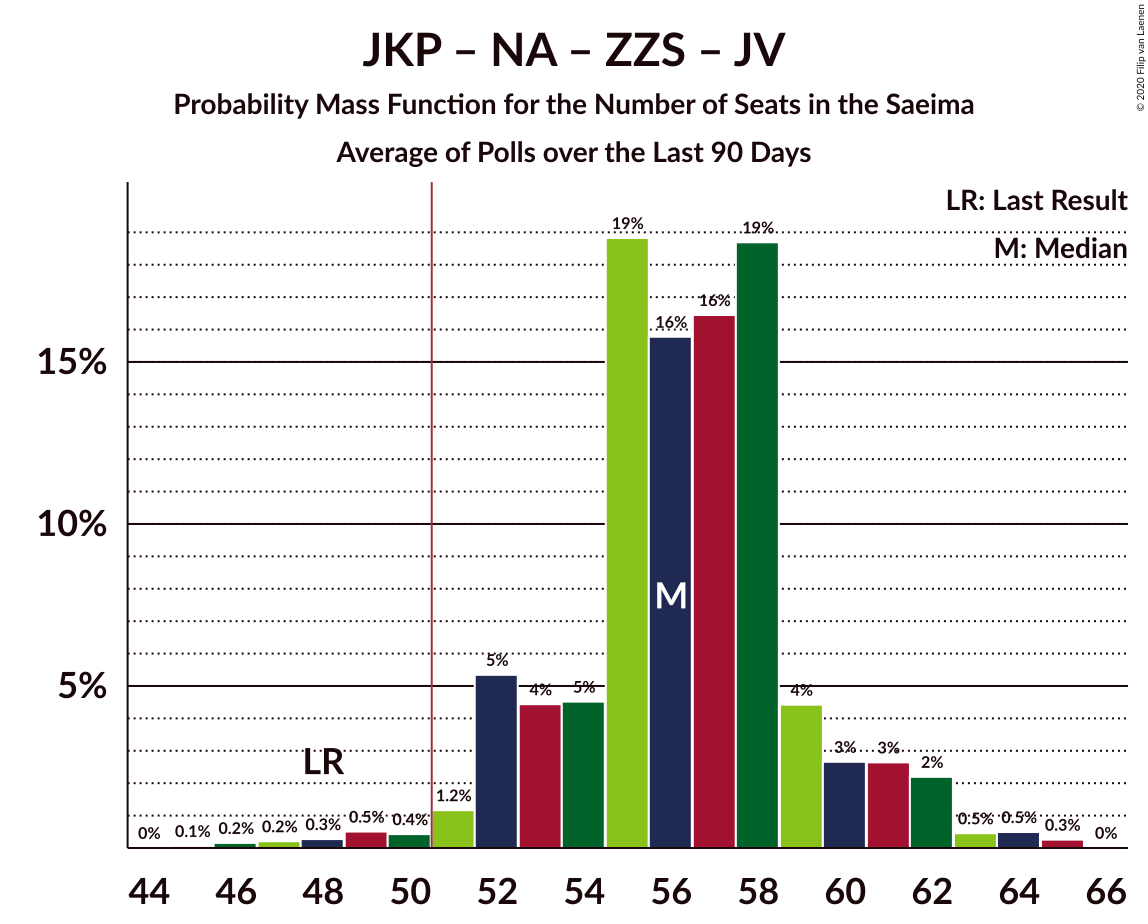 JKP – NA – ZZS – JV
Probability Mass Function for the Number of Seats in the Saeima
Average of Polls over the Last 90 Days
© 2020 Filip van Laenen
LR: Last Result
M: Median
15%
10%
5%
0% 0.1% 0.2% 0.2% 0.3% 0.5% 0.4% 1.2% 5% 4% 5% 19% 16% 16% 19% 4% 3% 3% 2% 0.5% 0.5% 0.3% 0%
LR
M
44 46 48 50 52 54 56 58 60 62 64 66